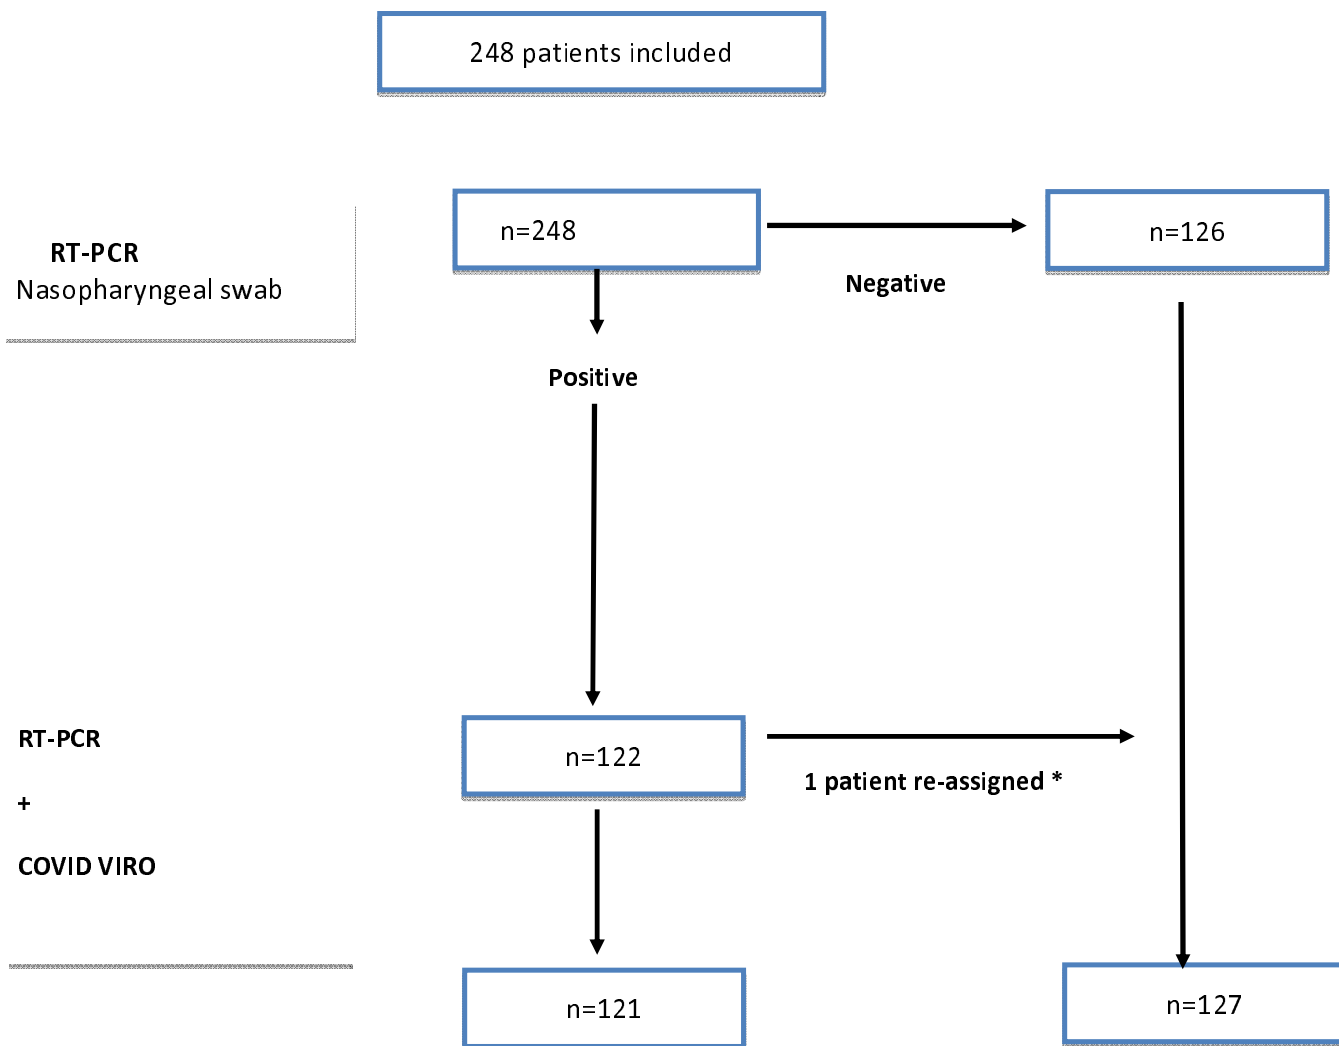 248 patients included
n=248
n=126
RT-PCR
Nasopharyngeal swab
Negative
Positive
RT-PCR
n=122
1 patient re-assigned *
+
COVID VIRO
n=121
n=127